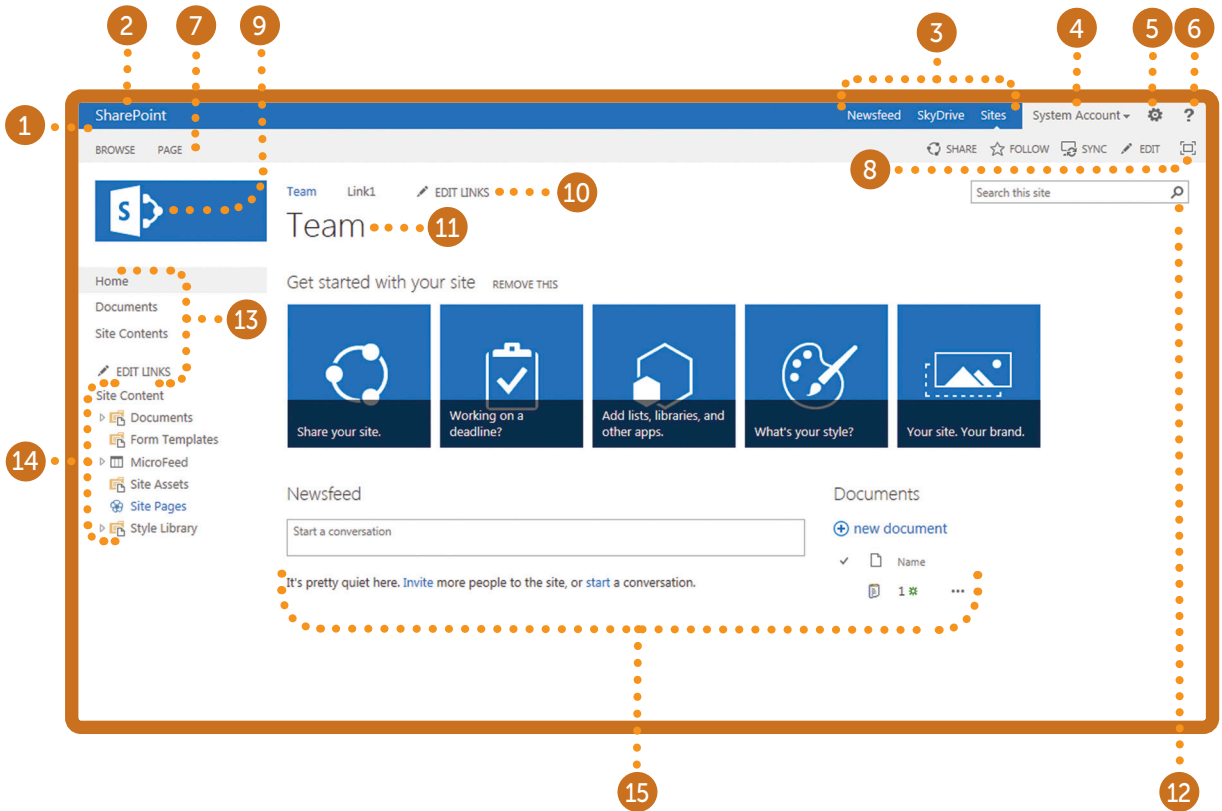 2 7 9 3 4 5 6
1
SharePoint Newsfeed SkyDrive Sites System Account ?
BROWSE PAGE SHARE FOLLOW SYNC EDIT
8
S
Team Link1 EDIT LINKS 10
Search this site
Team 11
Home
Documents
Site Contents
13
EDIT LINKS
Get started with your site REMOVE THIS
Share your site.
Working on a
deadline?
Add lists, libraries, and
other apps.
What's your style?
Your site. Your brand.
Site Content
Documents
Form Templates
MicroFeed
Site Assets
Site Pages
Style Library
14
Newsfeed
Start a conversation
It's pretty quiet here. Invite more people to the site, or start a conversation.
Documents
new document
Name
1
15
12